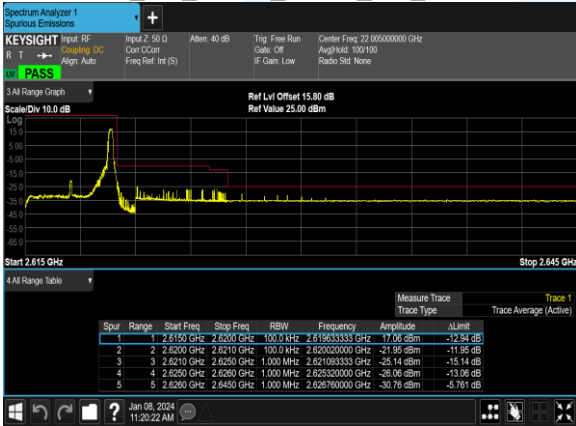 Spectrum Analyzer 1
Spurious Emissions
KEYSIGHT Input: RF Input Z: 50 Ω Atten: 40 dB Trig: Free Run Center Freq: 22.005000000 GHz
R T Coupling: DC Corr CCorr Gate: Off Avg|Hold: 100/100
Align: Auto Freq Ref: Int (S) IF Gain: Low Radio Std: None
PASS
3 All Range Graph
Ref Lvl Offset 15.80 dB
Scale/Div 10.0 dB Ref Value 25.00 dBm
Log
15.0
5.00
-5.00
-15.0
-25.0
-35.0
-45.0
-55.0
-65.0
Start 2.615 GHz Stop 2.645 GHz
4 All Range Table
Measure Trace Trace 1
Trace Type Trace Average (Active)
Spur Range Start Freq Stop Freq RBW Frequency Amplitude ΔLimit
1 1 2.6150 GHz 2.6200 GHz 100.0 kHz 2.619633333 GHz 17.06 dBm -12.94 dB
2 2 2.6200 GHz 2.6210 GHz 100.0 kHz 2.620020000 GHz -21.95 dBm -11.95 dB
3 3 2.6210 GHz 2.6250 GHz 1.000 MHz 2.621093333 GHz -25.14 dBm -15.14 dB
4 4 2.6250 GHz 2.6260 GHz 1.000 MHz 2.625320000 GHz -26.06 dBm -13.06 dB
5 5 2.6260 GHz 2.6450 GHz 1.000 MHz 2.626760000 GHz -30.76 dBm -5.761 dB
? Jan 08, 2024
11:20:22 AM